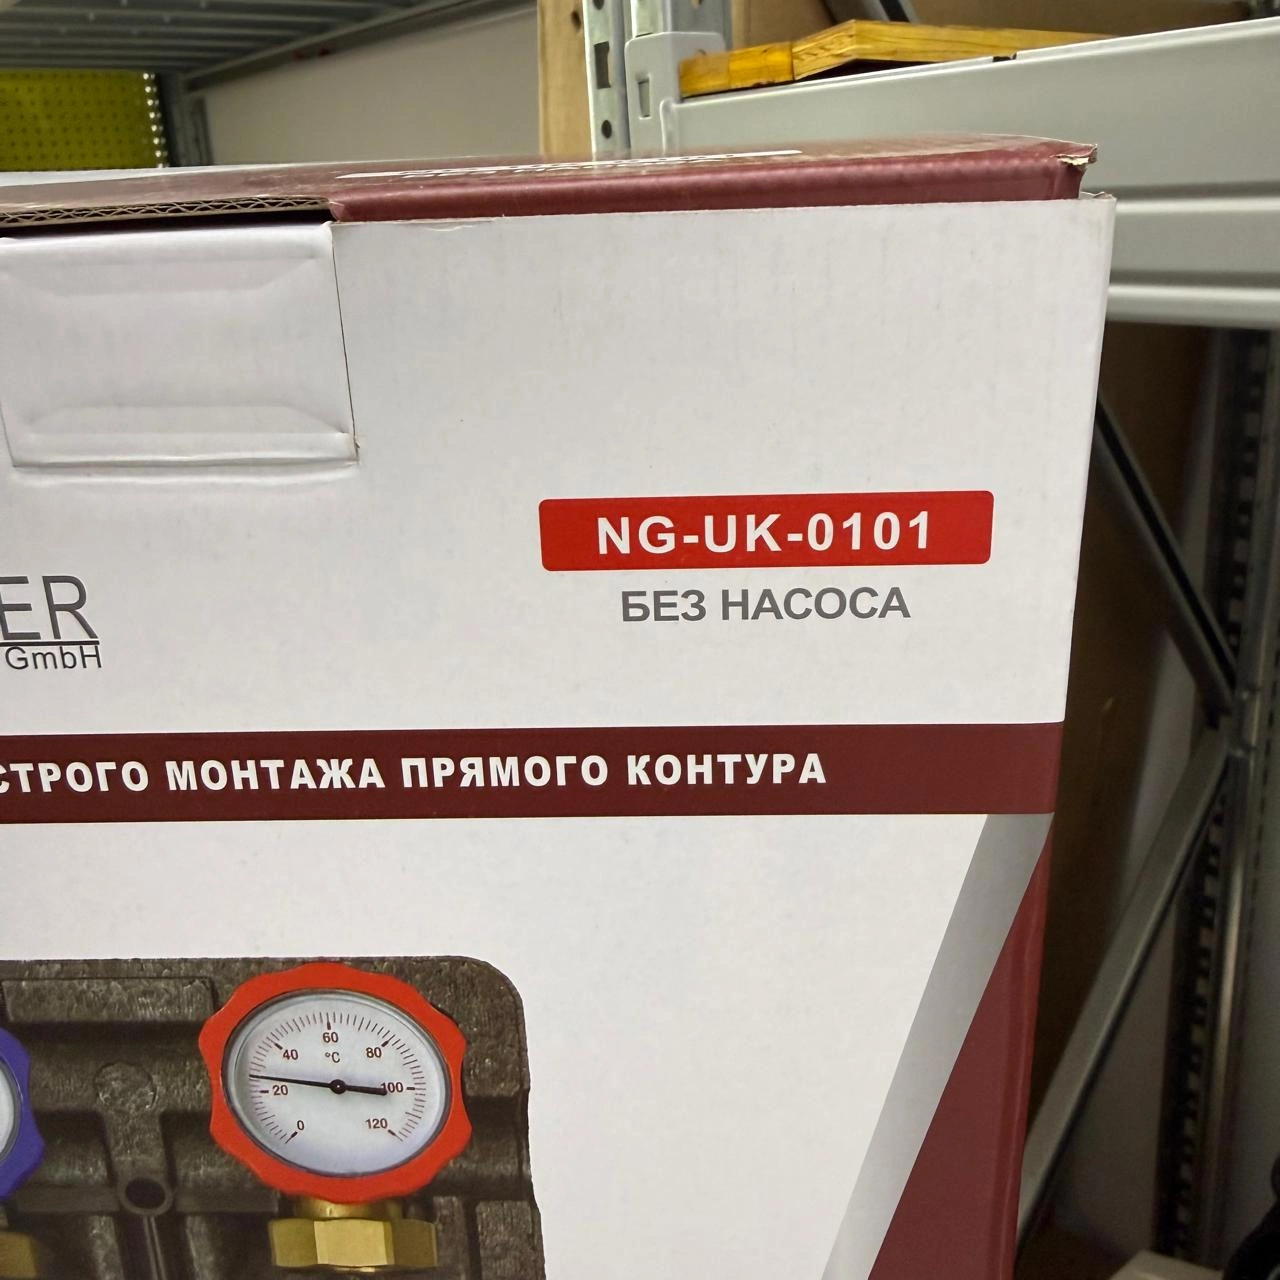 NG-UK-0101
БЕЗ НАСОСА
ER
GmbH
СТРОГО МОНТАЖА ПРЯМОГО КОНТУРА
60
40 °C 80
20 100
0 120